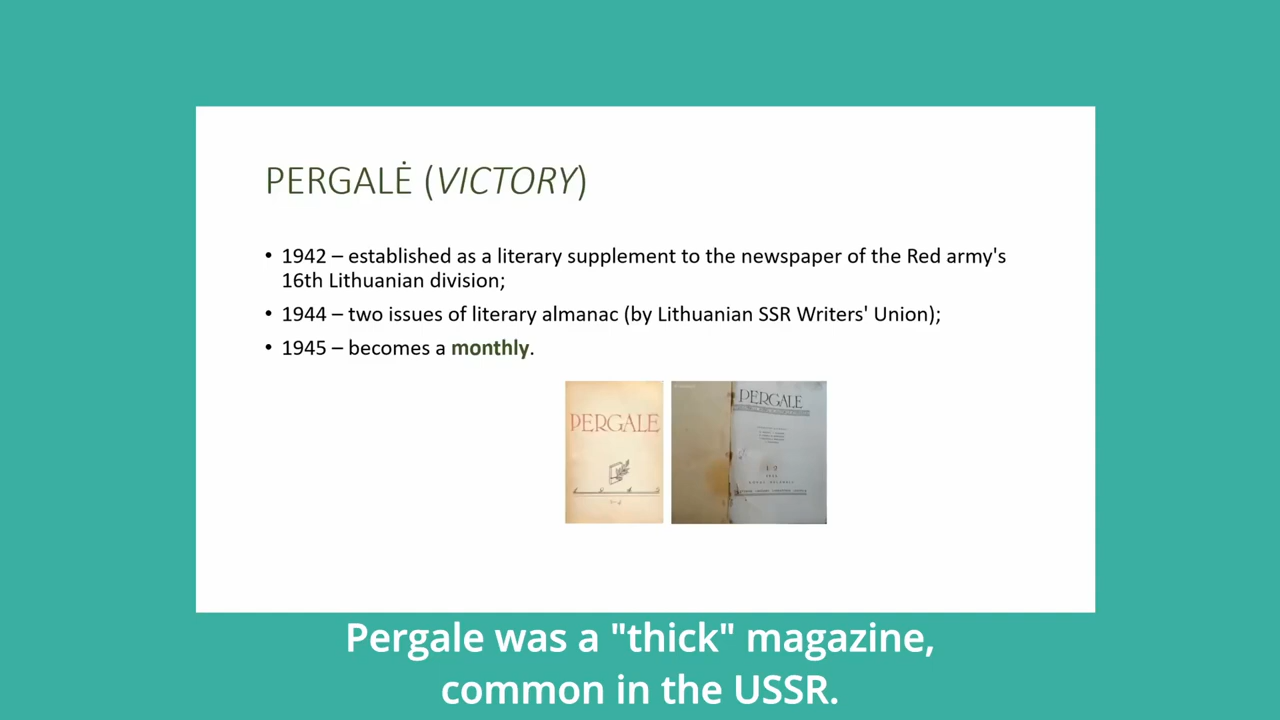 PERGALĖ (VICTORY)
• 1942 – established as a literary supplement to the newspaper of the Red army's
16th Lithuanian division;
• 1944 – two issues of literary almanac (by Lithuanian SSR Writers' Union);
• 1945 – becomes a monthly.
PERGALE
PERGALE
Pergale was a "thick" magazine,
common in the USSR.